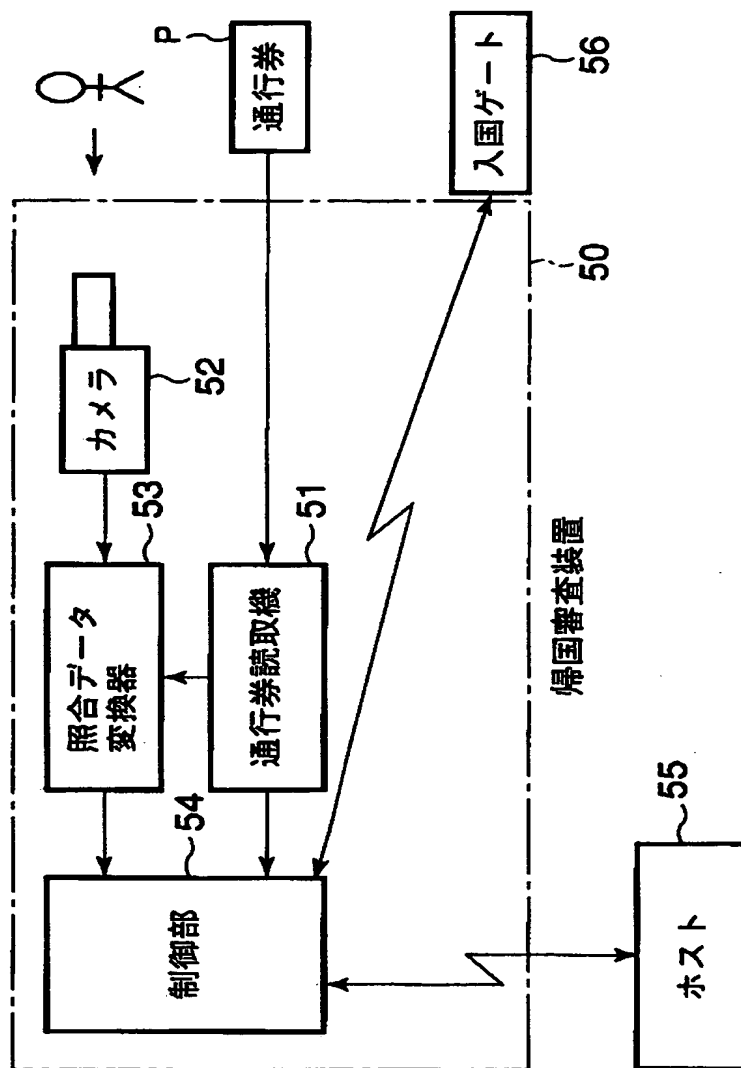 P
通行券
入国ゲート
56
50
カメラ
52
53
照合データ
変換器
51
通行券読取機
54
制御部
帰国審査装置
55
ホスト